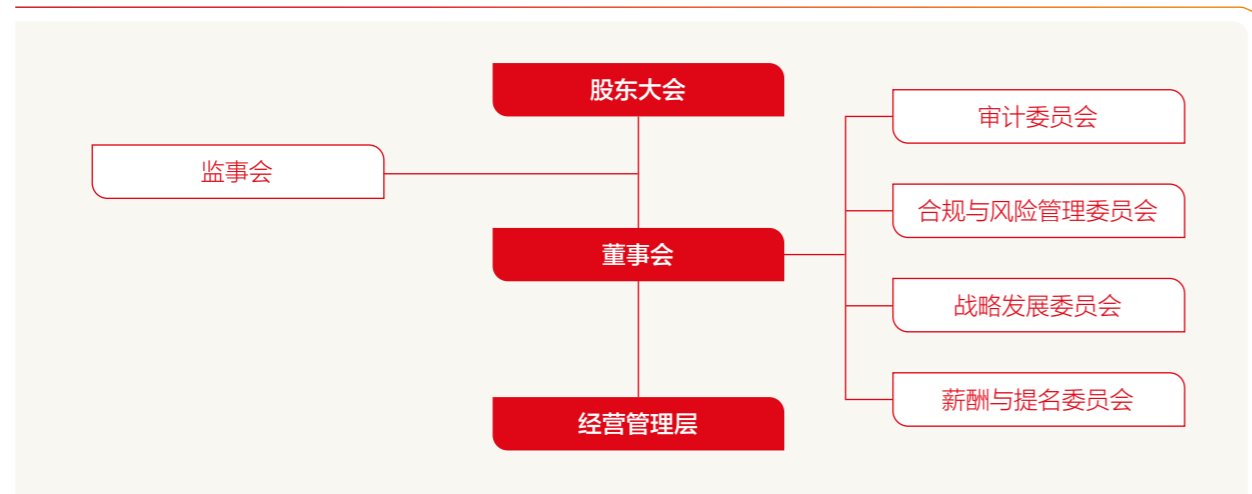 股东大会
监事会
董事会
经营管理层
审计委员会
合规与风险管理委员会
战略发展委员会
薪酬与提名委员会